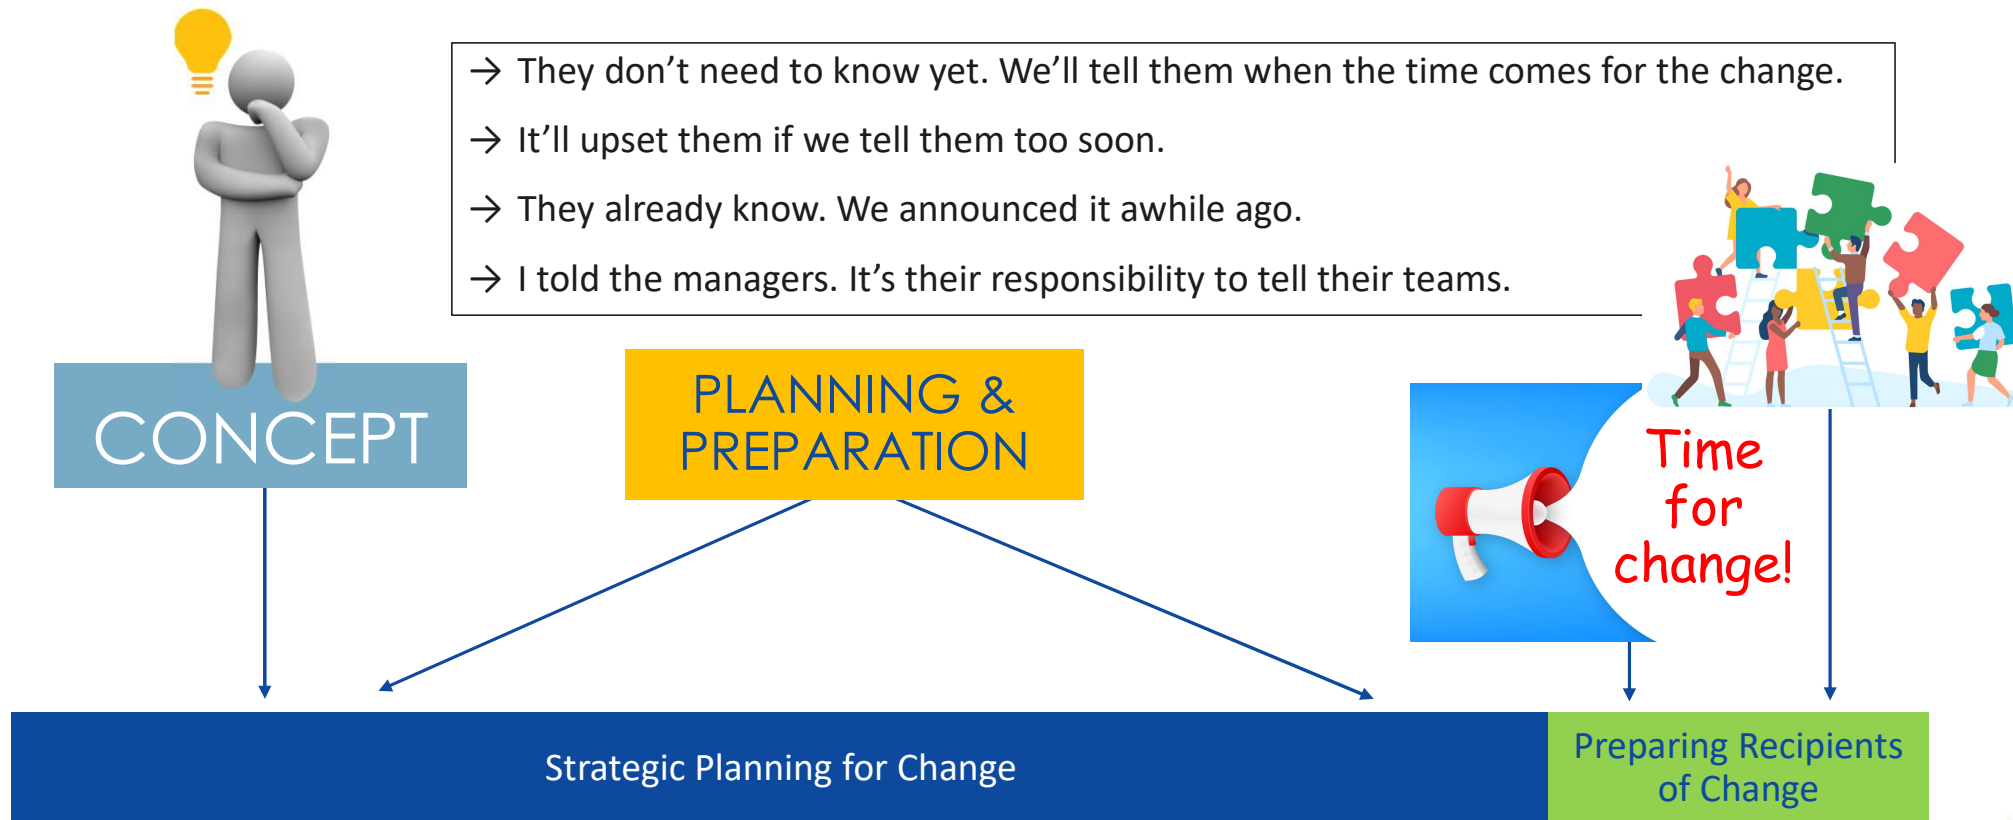 → They don’t need to know yet. We’ll tell them when the time comes for the change.
→ It’ll upset them if we tell them too soon.
→ They already know. We announced it awhile ago.
→ I told the managers. It’s their responsibility to tell their teams.
CONCEPT
PLANNING &
PREPARATION
Time
for
change!
Strategic Planning for Change
Preparing Recipients
of Change